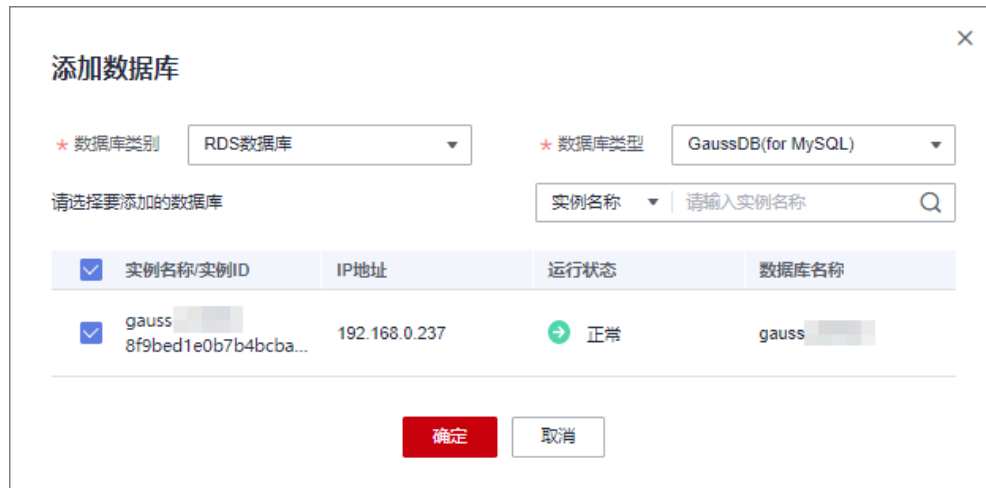 添加数据库
* 数据库类别 RDS数据库 * 数据库类型 GaussDB(for MySQL)
请选择要添加的数据库 实例名称 请输入实例名称
实例名称/实例ID IP地址 运行状态 数据库名称
gauss
8f9bed1e0b7b4bcba... 192.168.0.237 正常 gauss
确定 取消